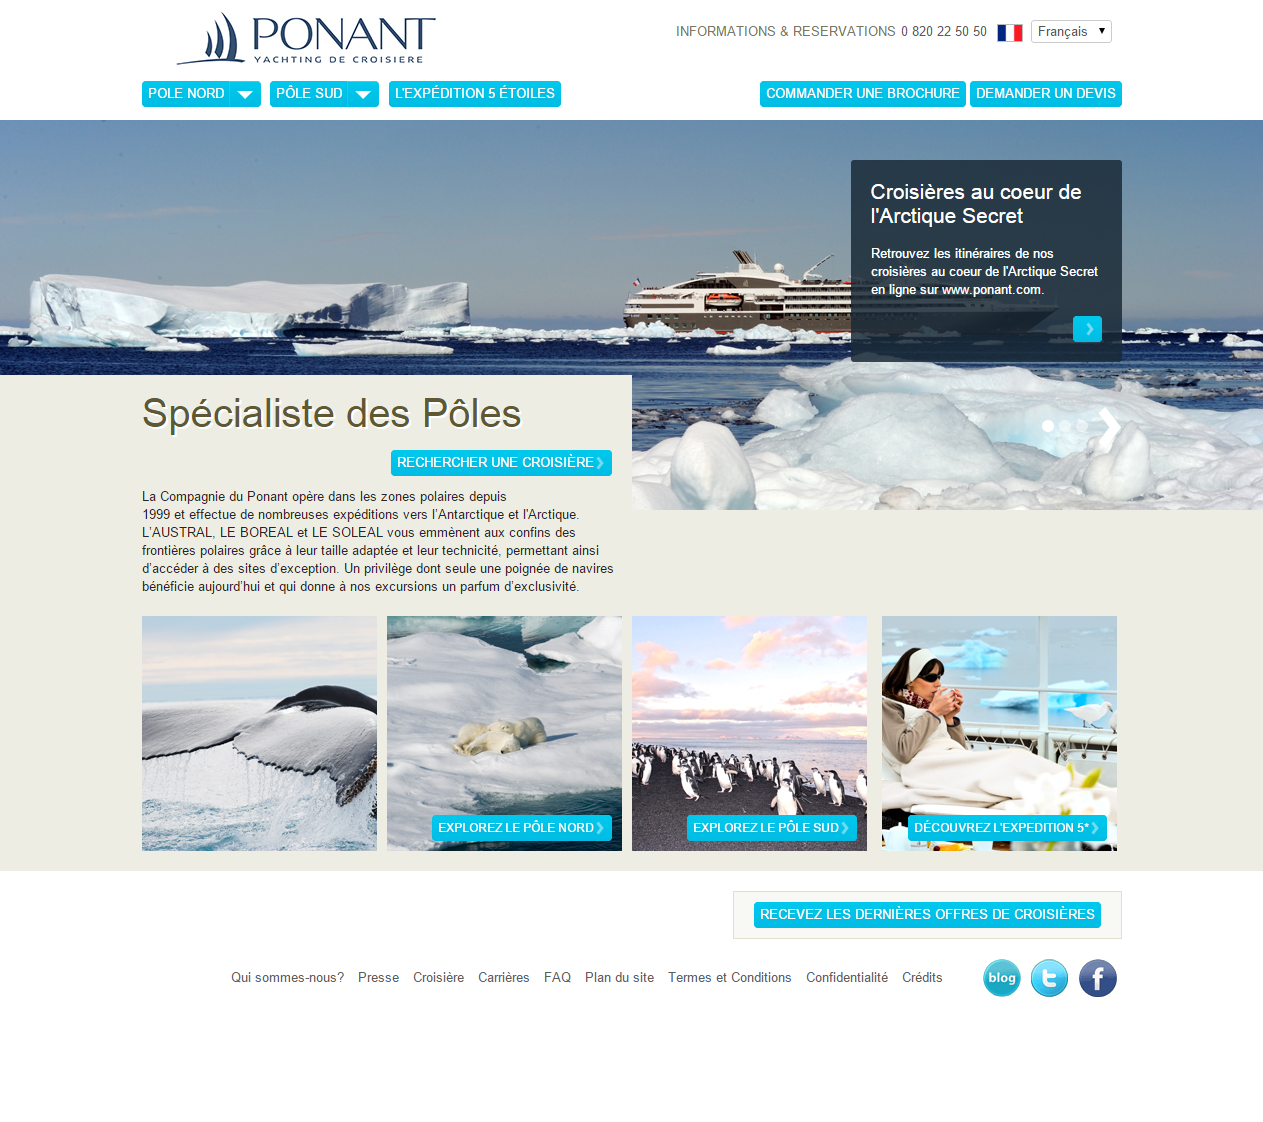 PONANT
YACHTING DE CROISIERE
INFORMATIONS & RESERVATIONS 0 820 22 50 50
Français
POLE NORD
PÔLE SUD
L'EXPÉDITION 5 ÉTOILES
COMMANDER UNE BROCHURE
DEMANDER UN DEVIS
Croisières au coeur de
l'Arctique Secret
Retrouvez les itinéraires de nos
croisières au coeur de l'Arctique Secret
en ligne sur www.ponant.com.
Spécialiste des Pôles
RECHERCHER UNE CROISIÈRE
La Compagnie du Ponant opère dans les zones polaires depuis
1999 et effectue de nombreuses expéditions vers l'Antarctique et l'Arctique.
L'AUSTRAL, LE BOREAL et LE SOLEAL vous emmènent aux confins des
frontières polaires grâce à leur taille adaptée et leur technicité, permettant ainsi
d'accéder à des sites d'exception. Un privilège dont seule une poignée de navires
bénéficie aujourd'hui et qui donne à nos excursions un parfum d'exclusivité.
EXPLOREZ LE PÔLE NORD
EXPLOREZ LE PÔLE SUD
DÉCOUVREZ L'EXPEDITION 5*
RECEVEZ LES DERNIÈRES OFFRES DE CROISIÈRES
Qui sommes-nous? Presse Croisière Carrières FAQ Plan du site Termes et Conditions Confidentialité Crédits
blog